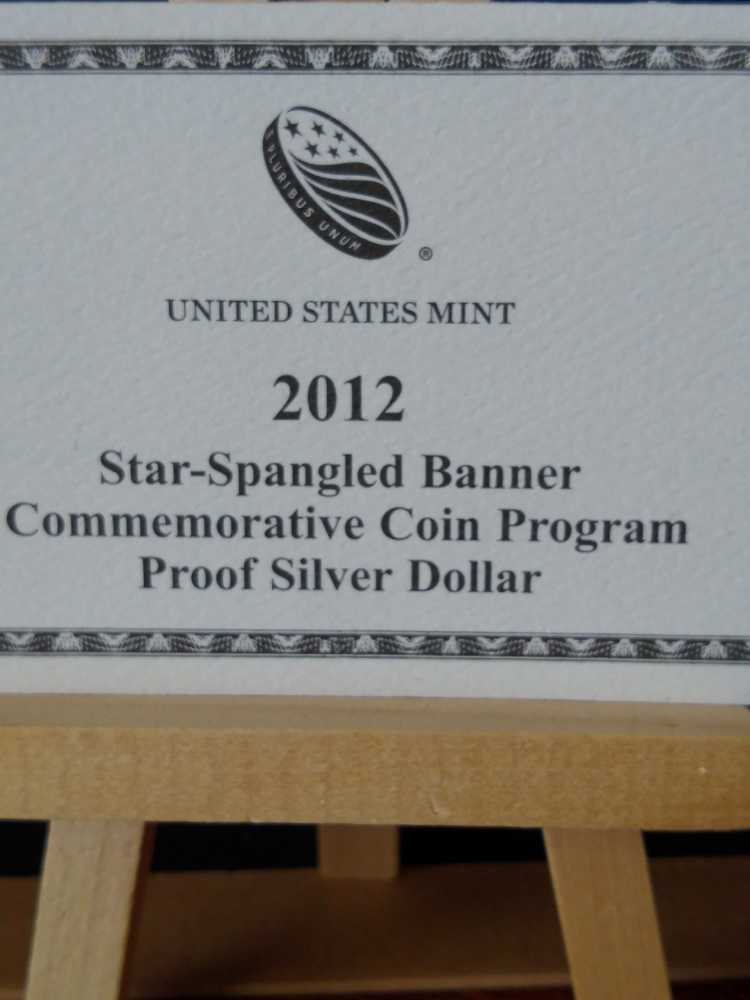 E PLURIBUS UNUM
®
UNITED STATES MINT
2012
Star-Spangled Banner
Commemorative Coin Program
Proof Silver Dollar